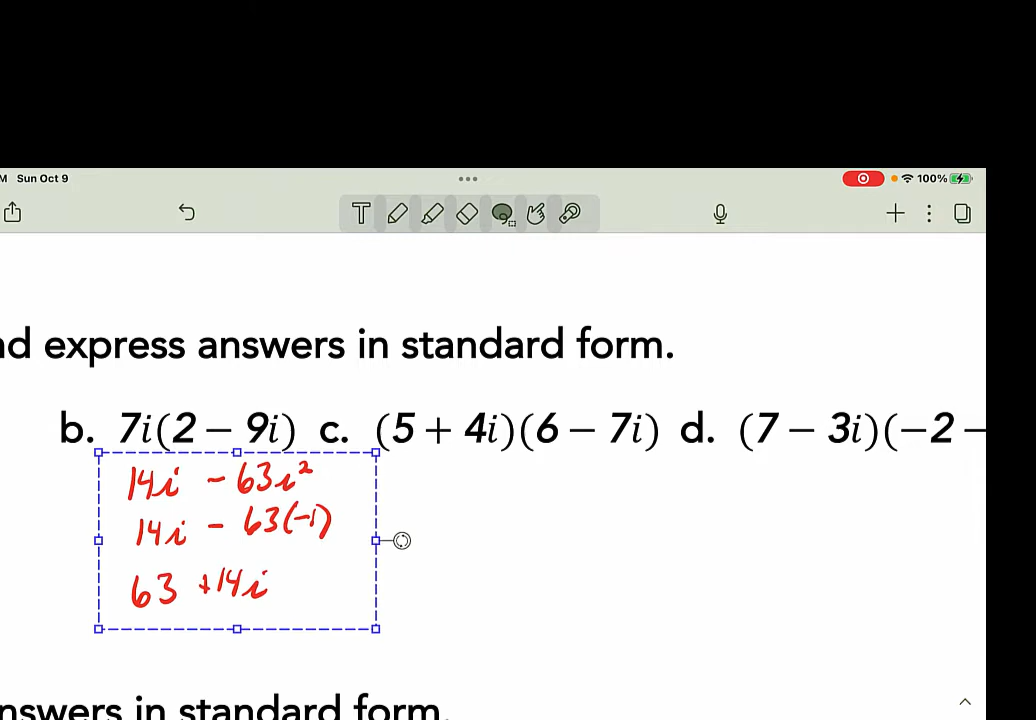 M Sun Oct 9
100%
nd express answers in standard form.
b. 7i(2 – 9i) c. (5 + 4i)(6 – 7i) d. (7 – 3i)(–2 –
14i - 63i²
14i - 63(-1)
63 +14i
nswers in standard form.